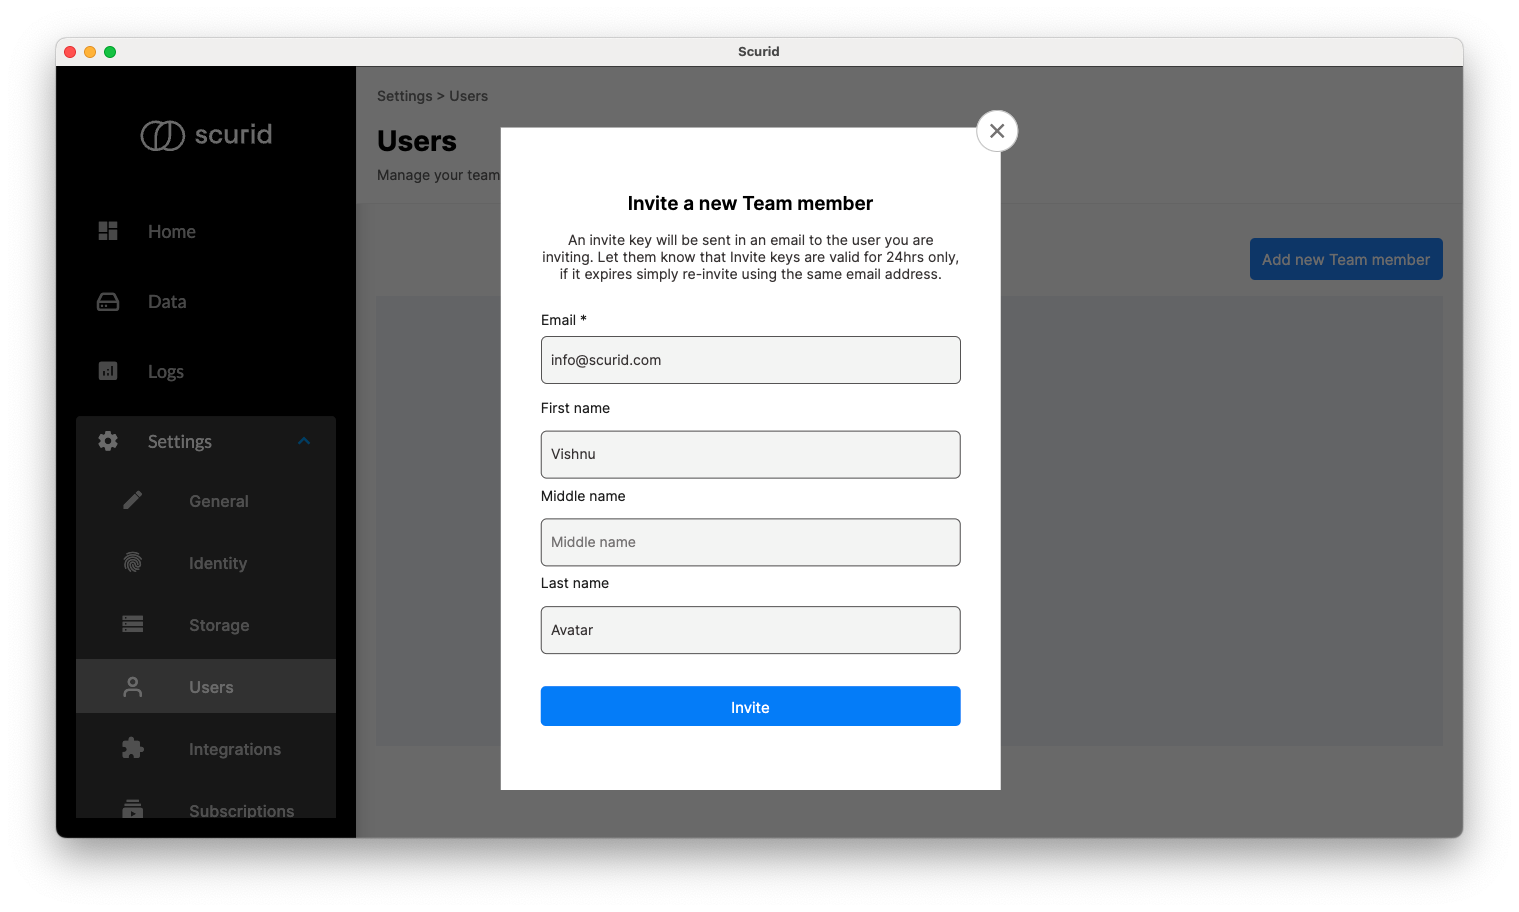 Scurid
scurid
Home
Data
Logs
Settings
General
Identity
Storage
Users
Integrations
Subscriptions
Settings > Users
Users
Manage your team
Add new Team member
Invite a new Team member
An invite key will be sent in an email to the user you are
inviting. Let them know that Invite keys are valid for 24hrs only,
if it expires simply re-invite using the same email address.
Email *
info@scurid.com
First name
Vishnu
Middle name
Middle name
Last name
Avatar
Invite